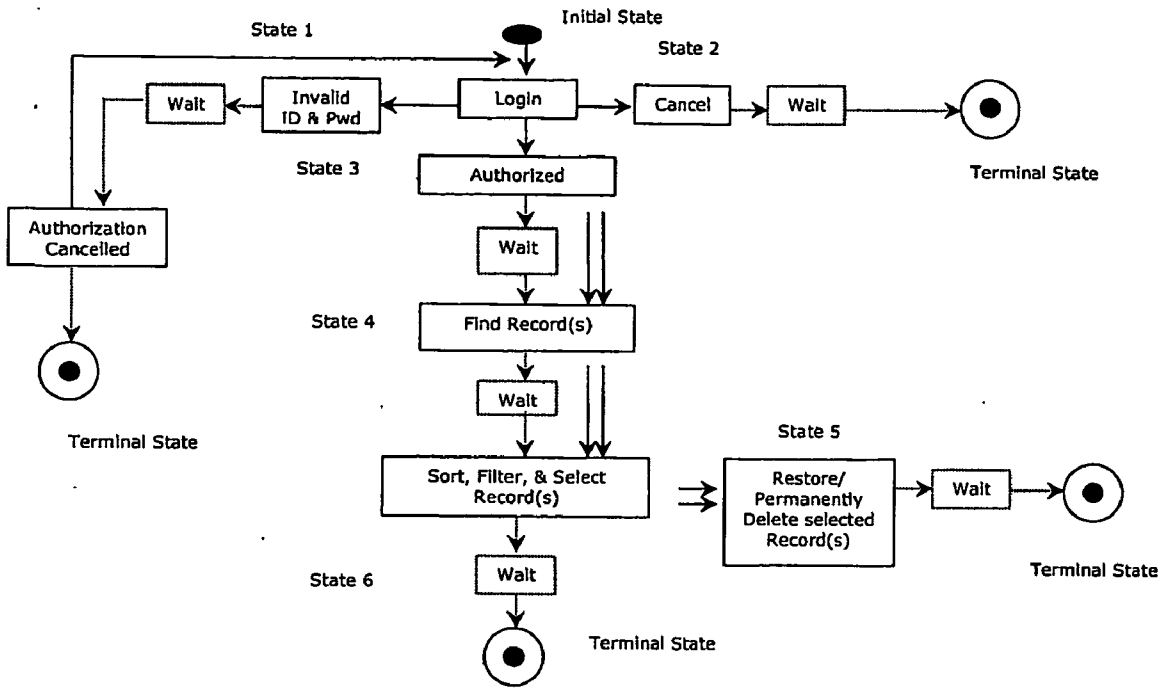 Initial State
State 1
State 2
Wait
Invalid
ID & Pwd
Login
Cancel
Wait
Terminal State
State 3
Authorized
Authorization
Cancelled
Wait
State 4
Find Record(s)
Wait
Terminal State
State 5
Sort, Filter, & Select
Record(s)
Restore/
Permanently
Delete selected
Record(s)
Wait
Terminal State
State 6
Wait
Terminal State